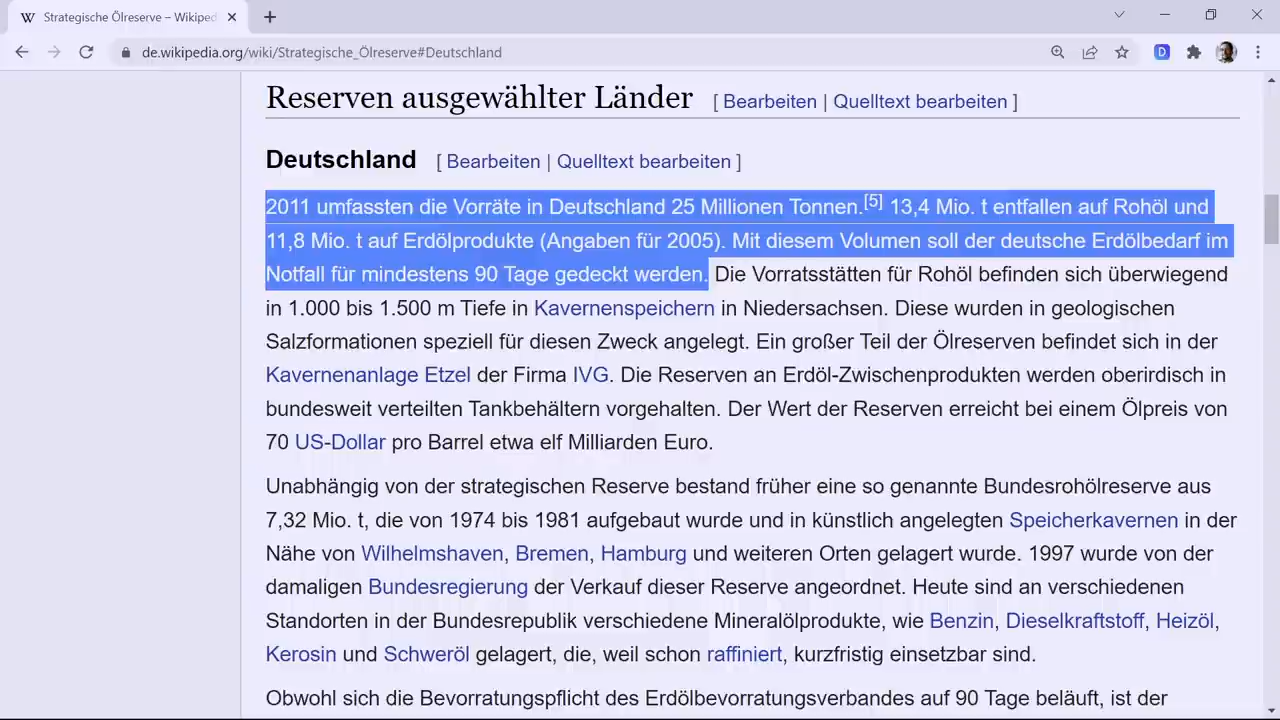 Strategische Ölreserve – Wikiped
de.wikipedia.org/wiki/Strategische_Ölreserve#Deutschland
Reserven ausgewählter Länder [ Bearbeiten | Quelltext bearbeiten ]
Deutschland [ Bearbeiten | Quelltext bearbeiten ]
2011 umfassten die Vorräte in Deutschland 25 Millionen Tonnen.[5] 13,4 Mio. t entfallen auf Rohöl und
11,8 Mio. t auf Erdölprodukte (Angaben für 2005). Mit diesem Volumen soll der deutsche Erdölbedarf im
Notfall für mindestens 90 Tage gedeckt werden. Die Vorratsstätten für Rohöl befinden sich überwiegend
in 1.000 bis 1.500 m Tiefe in Kavernenspeichern in Niedersachsen. Diese wurden in geologischen
Salzformationen speziell für diesen Zweck angelegt. Ein großer Teil der Ölreserven befindet sich in der
Kavernenanlage Etzel der Firma IVG. Die Reserven an Erdöl-Zwischenprodukten werden oberirdisch in
bundesweit verteilten Tankbehältern vorgehalten. Der Wert der Reserven erreicht bei einem Ölpreis von
70 US-Dollar pro Barrel etwa elf Milliarden Euro.
Unabhängig von der strategischen Reserve bestand früher eine so genannte Bundesrohölreserve aus
7,32 Mio. t, die von 1974 bis 1981 aufgebaut wurde und in künstlich angelegten Speicherkavernen in der
Nähe von Wilhelmshaven, Bremen, Hamburg und weiteren Orten gelagert wurde. 1997 wurde von der
damaligen Bundesregierung der Verkauf dieser Reserve angeordnet. Heute sind an verschiedenen
Standorten in der Bundesrepublik verschiedene Mineralölprodukte, wie Benzin, Dieselkraftstoff, Heizöl,
Kerosin und Schweröl gelagert, die, weil schon raffiniert, kurzfristig einsetzbar sind.
Obwohl sich die Bevorratungspflicht des Erdölbevorratungsverbandes auf 90 Tage beläuft, ist der